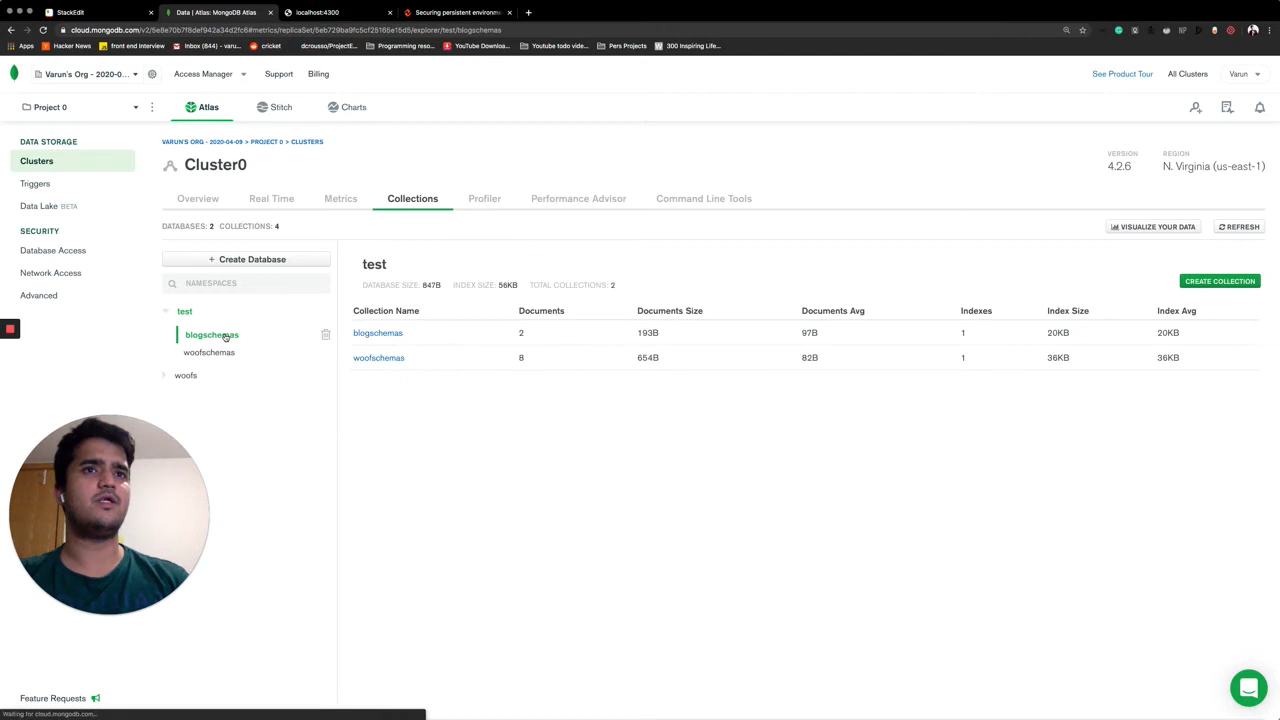 StackEdit
Data | Atlas: MongoDB Atlas
localhost:4300
Securing persistent environm
cloud.mongodb.com/v2/5e8e70b7f8def942a34d2fc6#metrics/replicaSet/5eb729ba9fc5cf28165e15d5/explorer/test/blogschemas
Apps
Hacker News
front end Interview
Inbox (844) - varu...
cricket
dcrousso/ProjectE...
Programming reso...
YouTube Downloa...
Youtube todo vide...
Pers Projects
300 Inspiring Life...
Varun's Org - 2020-0...
Access Manager
Support
Billing
See Product Tour
All Clusters
Varun
Project 0
Atlas
Stitch
Charts
DATA STORAGE
Clusters
Triggers
Data Lake BETA
SECURITY
Database Access
Network Access
Advanced
VARUN'S ORG - 2020-04-09 > PROJECT 0 > CLUSTERS
Cluster0
VERSION
4.2.6
REGION
N. Virginia (us-east-1)
Overview
Real Time
Metrics
Collections
Profiler
Performance Advisor
Command Line Tools
DATABASES: 2 COLLECTIONS: 4
VISUALIZE YOUR DATA
REFRESH
+ Create Database
NAMESPACES
test
blogschemas
woofschemas
woofs
test
DATABASE SIZE: 847B INDEX SIZE: 56KB TOTAL COLLECTIONS: 2
CREATE COLLECTION
Collection Name Documents Documents Size Documents Avg Indexes Index Size Index Avg
blogschemas 2 193B 97B 1 20KB 20KB
woofschemas 8 654B 82B 1 36KB 36KB
Feature Requests
Waiting for cloud.mongodb.com...